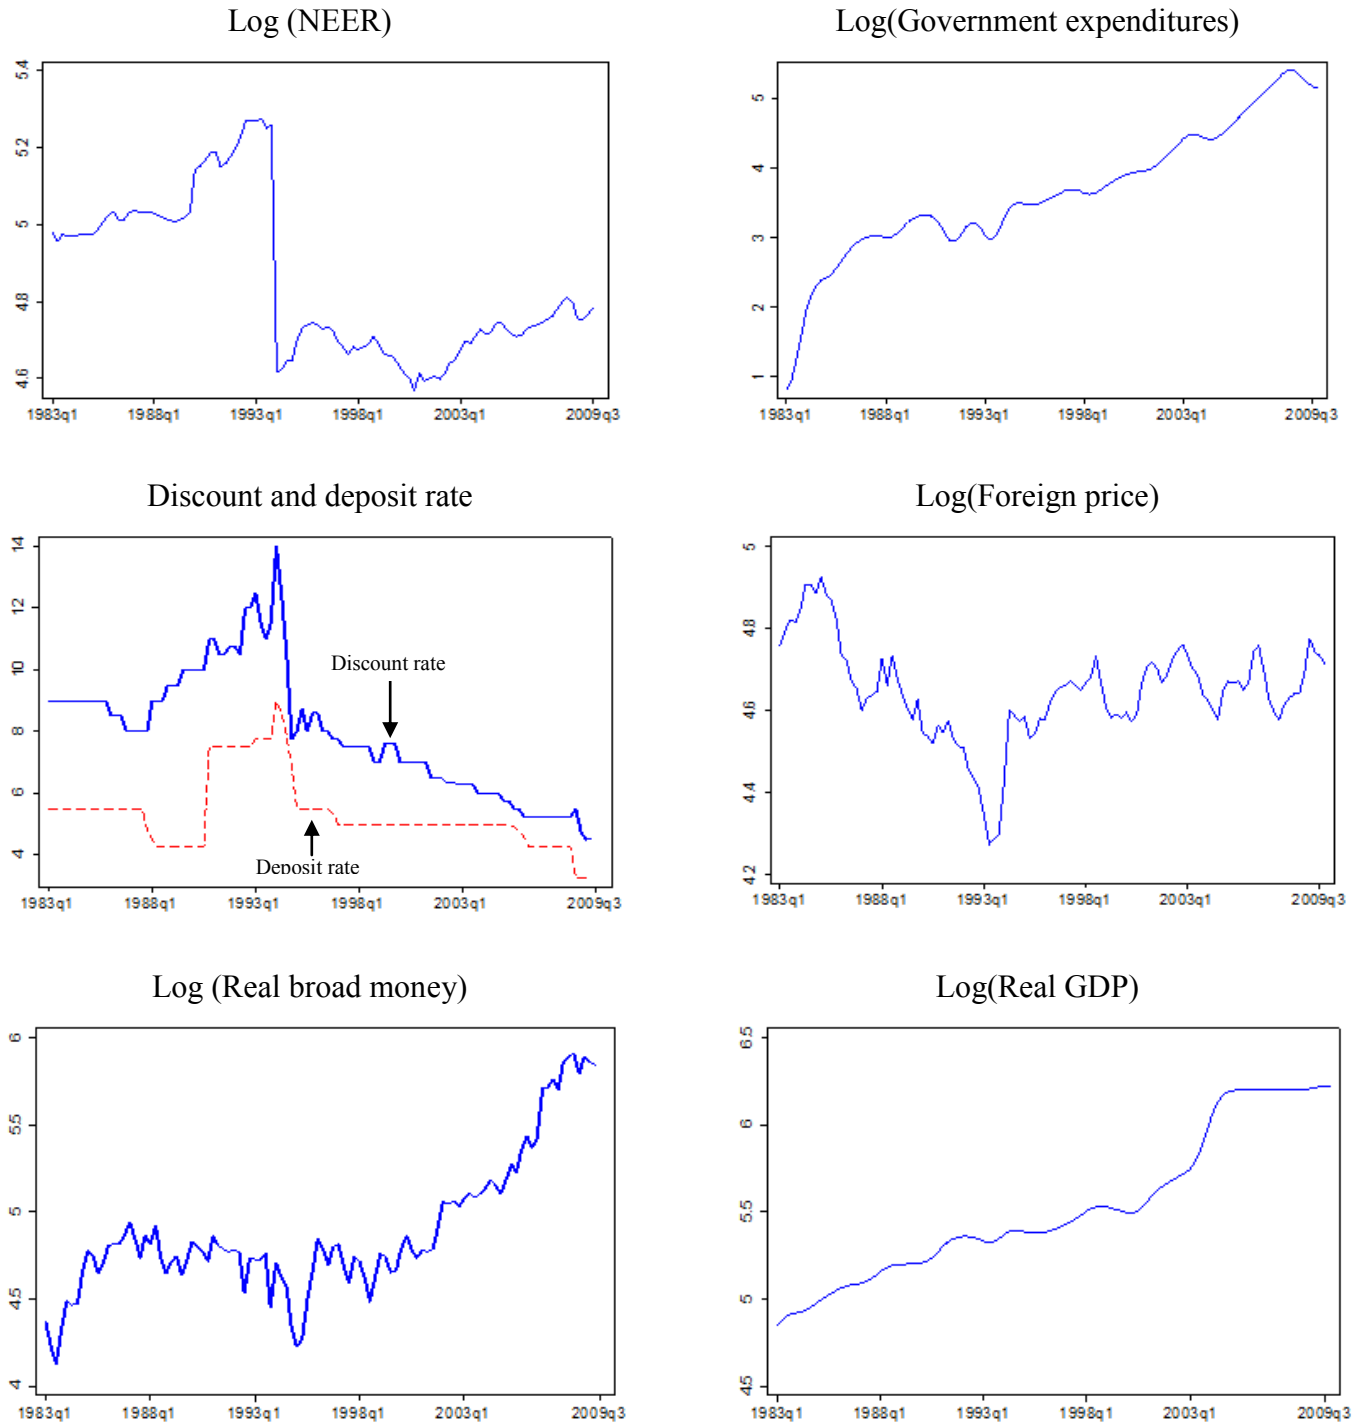 Log (NEER)
5.4
5.2
5
4.8
4.6
1983q1 1988q1 1993q1 1998q1 2003q1 2009q3
Log(Government expenditures)
5
4
3
2
1
1983q1 1988q1 1993q1 1998q1 2003q1 2009q3
Discount and deposit rate
14
12
10
8
6
4
Discount rate
Deposit rate
1983q1 1988q1 1993q1 1998q1 2003q1 2009q3
Log(Foreign price)
5
4.8
4.6
4.4
4.2
1983q1 1988q1 1993q1 1998q1 2003q1 2009q3
Log (Real broad money)
6
5.5
5
4.5
4
1983q1 1988q1 1993q1 1998q1 2003q1 2009q3
Log(Real GDP)
6.5
6
5.5
5
4.5
1983q1 1988q1 1993q1 1998q1 2003q1 2009q3